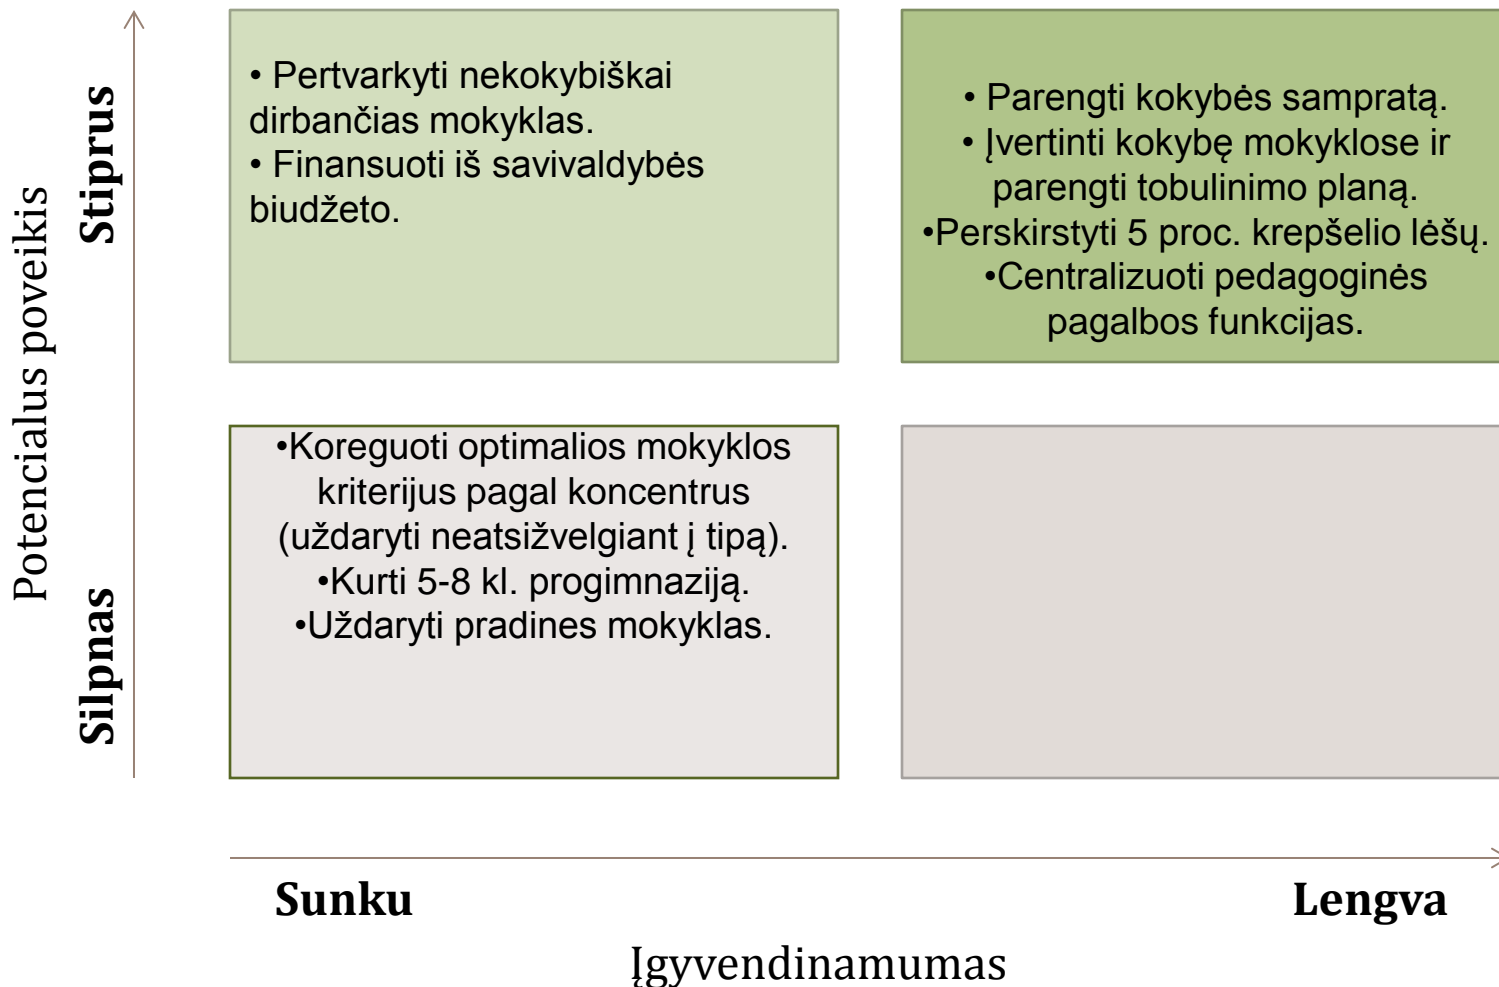 Potencialus poveikis
Stiprus
Silpnas
• Pertvarkyti nekokybiškai
dirbančias mokyklas.
• Finansuoti iš savivaldybės
biudžeto.
• Parengti kokybės sampratą.
• Įvertinti kokybę mokyklose ir
parengti tobulinimo planą.
•Perskirstyti 5 proc. krepšelio lėšų.
•Centralizuoti pedagoginės
pagalbos funkcijas.
•Koreguoti optimalios mokyklos
kriterijus pagal koncentrus
(uždaryti neatsižvelgiant į tipą).
•Kurti 5-8 kl. progimnaziją.
•Uždaryti pradines mokyklas.
Sunku
Lengva
Įgyvendinamumas